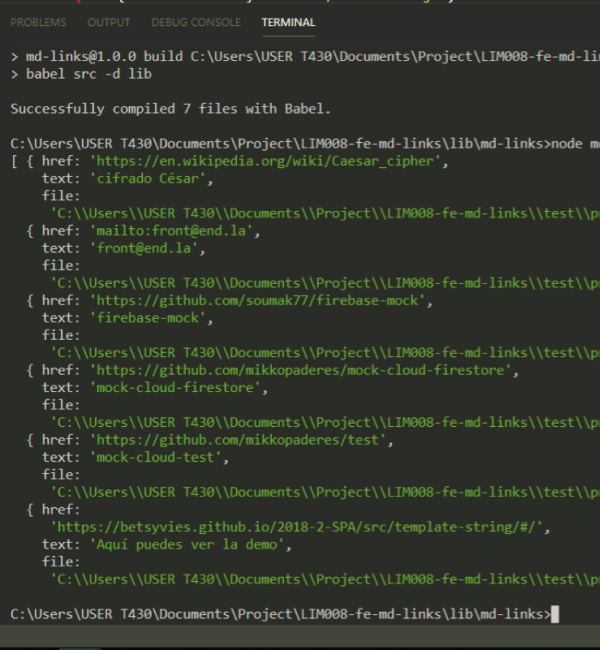 PROBLEMS OUTPUT DEBUG CONSOLE TERMINAL
> md-links@1.0.0 build C:\Users\USER T430\Documents\Project\LIM008-fe-md-li
> babel src -d lib
Successfully compiled 7 files with Babel.
C:\Users\USER T430\Documents\Project\LIM008-fe-md-links\lib\md-links>node m
[ { href: 'https://en.wikipedia.org/wiki/Caesar_cipher',
text: 'cifrado César',
file:
'C:\\Users\\USER T430\\Documents\\Project\\LIM008-fe-md-links\\test\\p
{ href: 'mailto:front@end.la',
text: 'front@end.la',
file:
'C:\\Users\\USER T430\\Documents\\Project\\LIM008-fe-md-links\\test\\p
{ href: 'https://github.com/soumak77/firebase-mock',
text: 'firebase-mock',
file:
'C:\\Users\\USER T430\\Documents\\Project\\LIM008-fe-md-links\\test\\p
{ href: 'https://github.com/mikkopaderes/mock-cloud-firestore',
text: 'mock-cloud-firestore',
file:
'C:\\Users\\USER T430\\Documents\\Project\\LIM008-fe-md-links\\test\\p
{ href: 'https://github.com/mikkopaderes/test',
text: 'mock-cloud-test',
file:
'C:\\Users\\USER T430\\Documents\\Project\\LIM008-fe-md-links\\test\\p
{ href:
'https://betsyvies.github.io/2018-2-SPA/src/template-string/#/',
text: 'Aquí puedes ver la demo',
file:
'C:\\Users\\USER T430\\Documents\\Project\\LIM008-fe-md-links\\test\\p
C:\Users\USER T430\Documents\Project\LIM008-fe-md-links\lib\md-links>